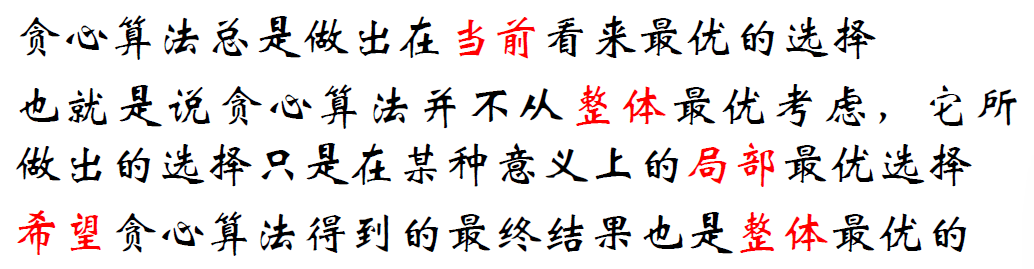 贪心算法总是做出在当前看来最优的选择
也就是说贪心算法并不从整体最优考虑，它所
做出的选择只是在某种意义上的局部最优选择
希望贪心算法得到的最终结果也是整体最优的